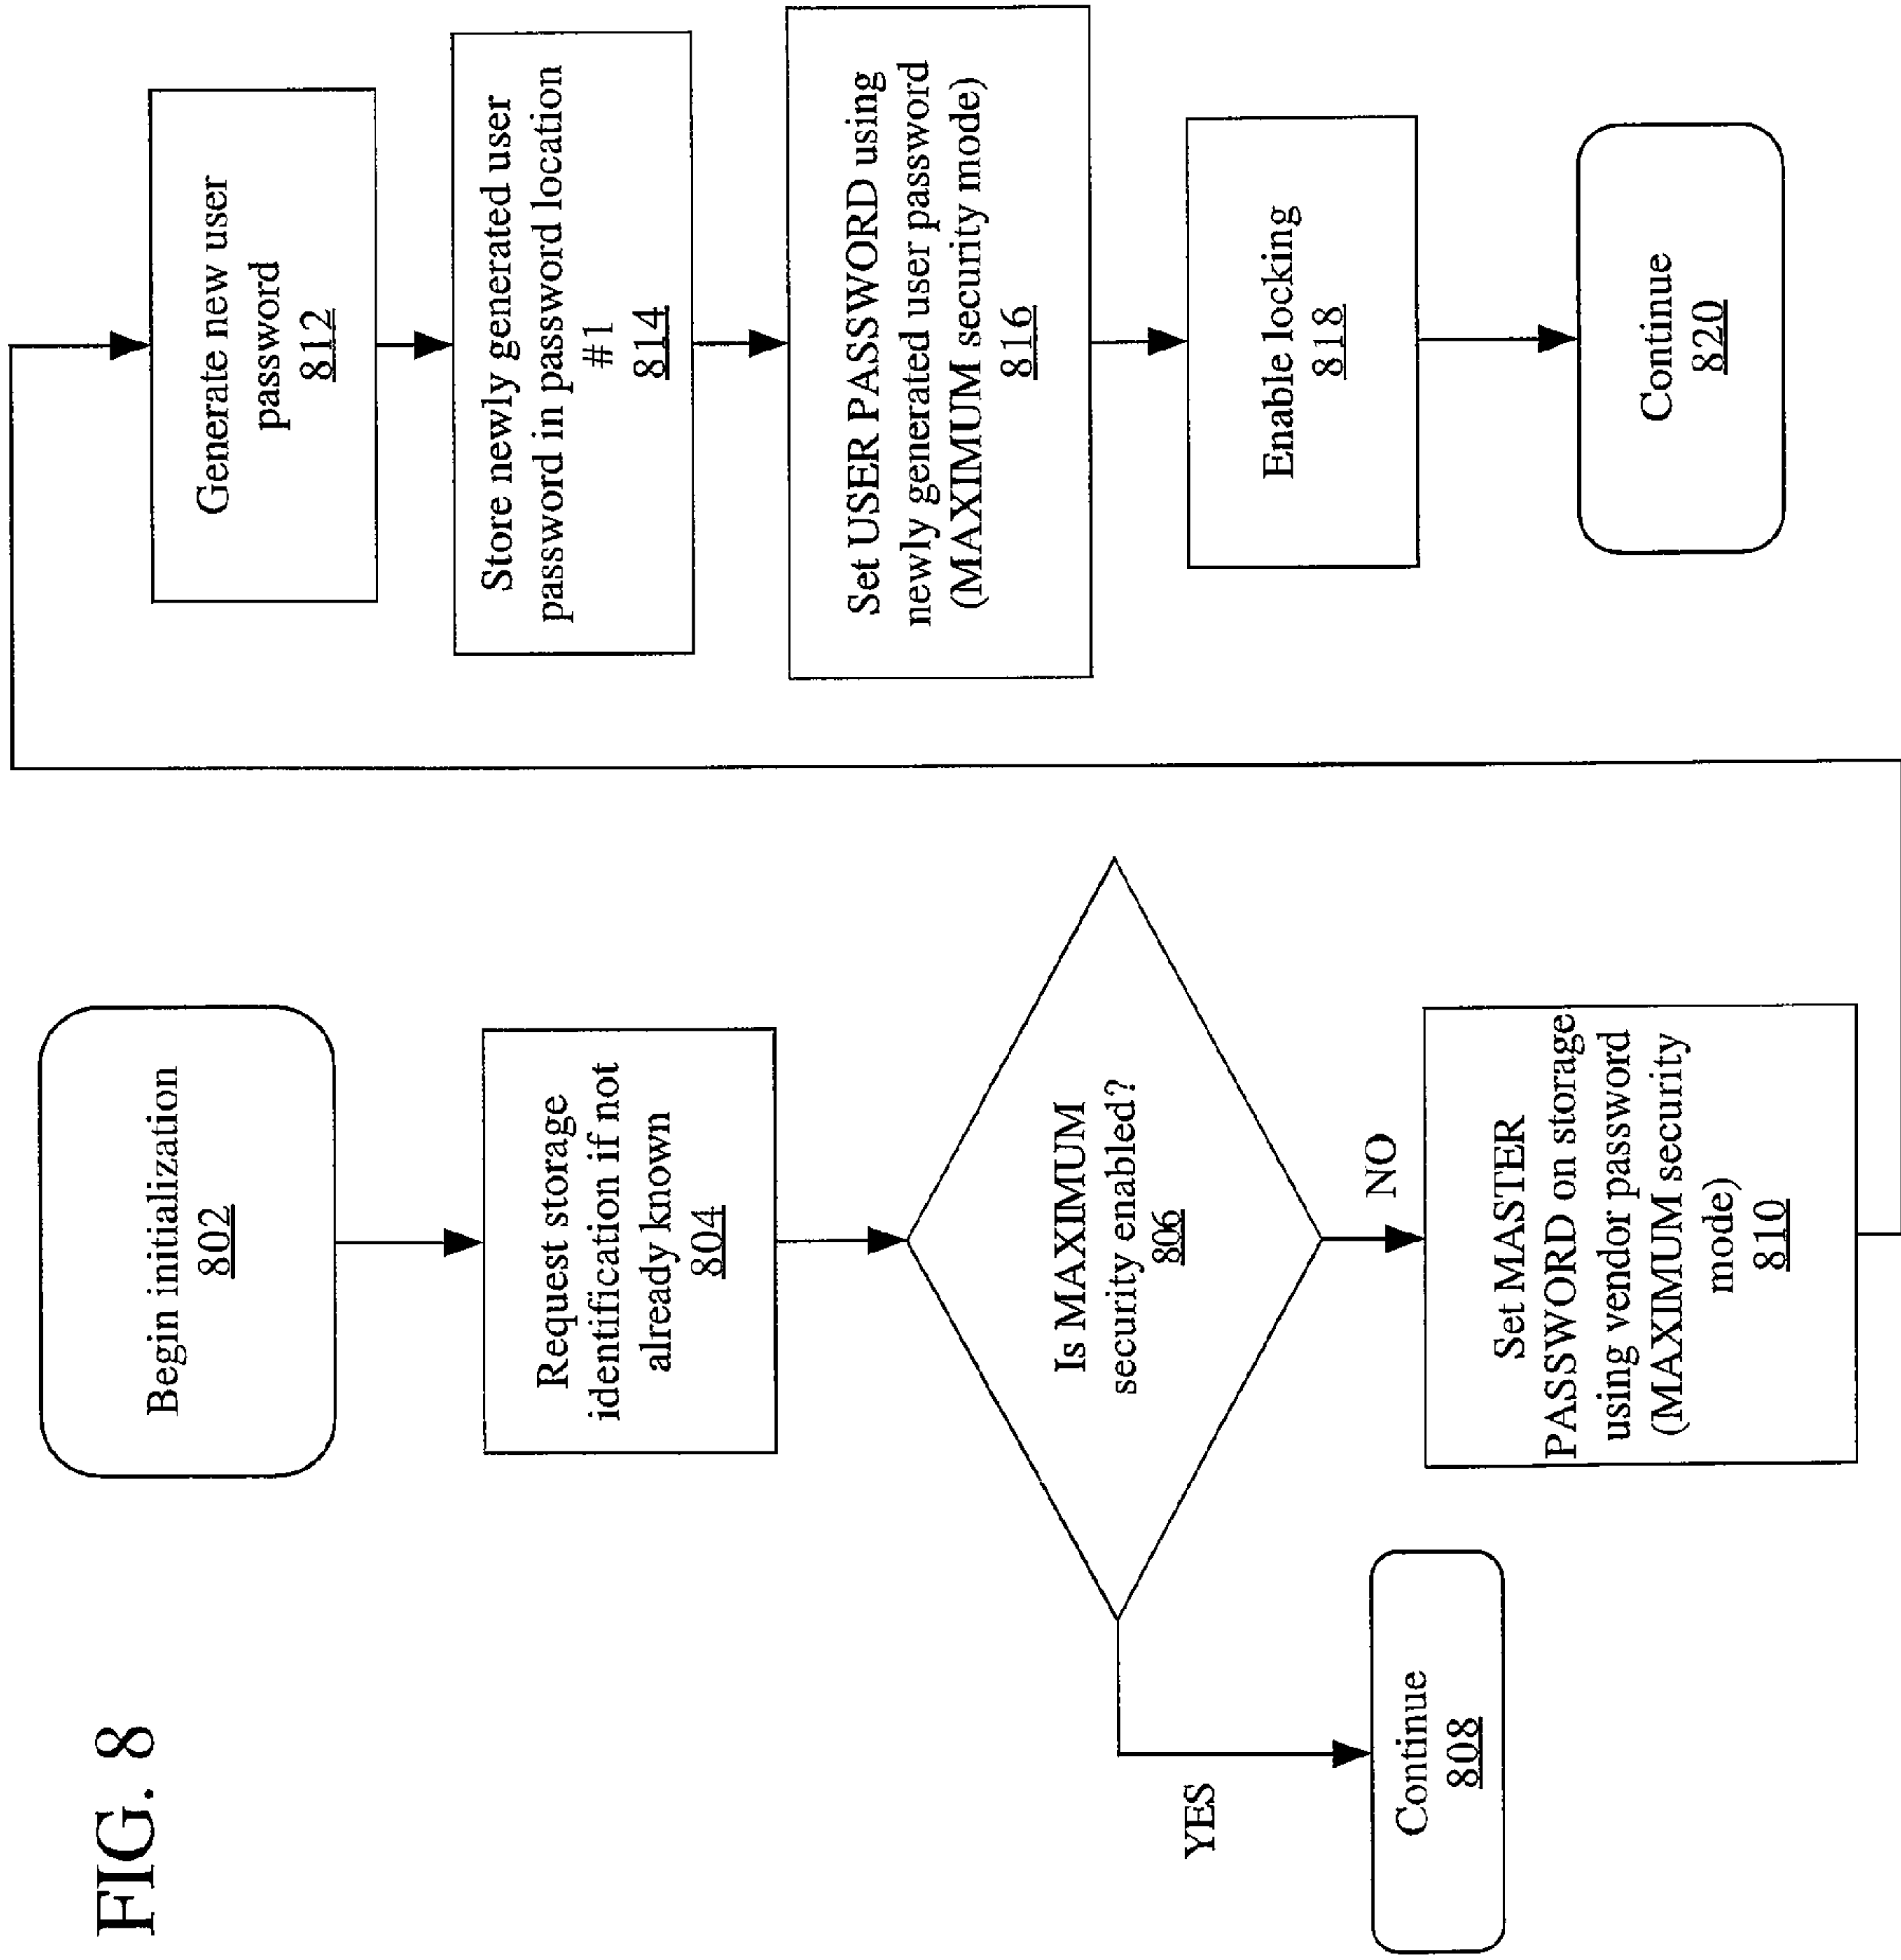 FIG. 8
Begin initialization
802
Request storage
identification if not
already known
804
Is MAXIMUM
security enabled?
806
YES
NO
Continue
808
Set MASTER
PASSWORD on storage
using vendor password
(MAXIMUM security
mode)
810
Generate new user
password
812
Store newly generated user
password in password location
#1
814
Set USER PASSWORD using
newly generated user password
(MAXIMUM security mode)
816
Enable locking
818
Continue
820